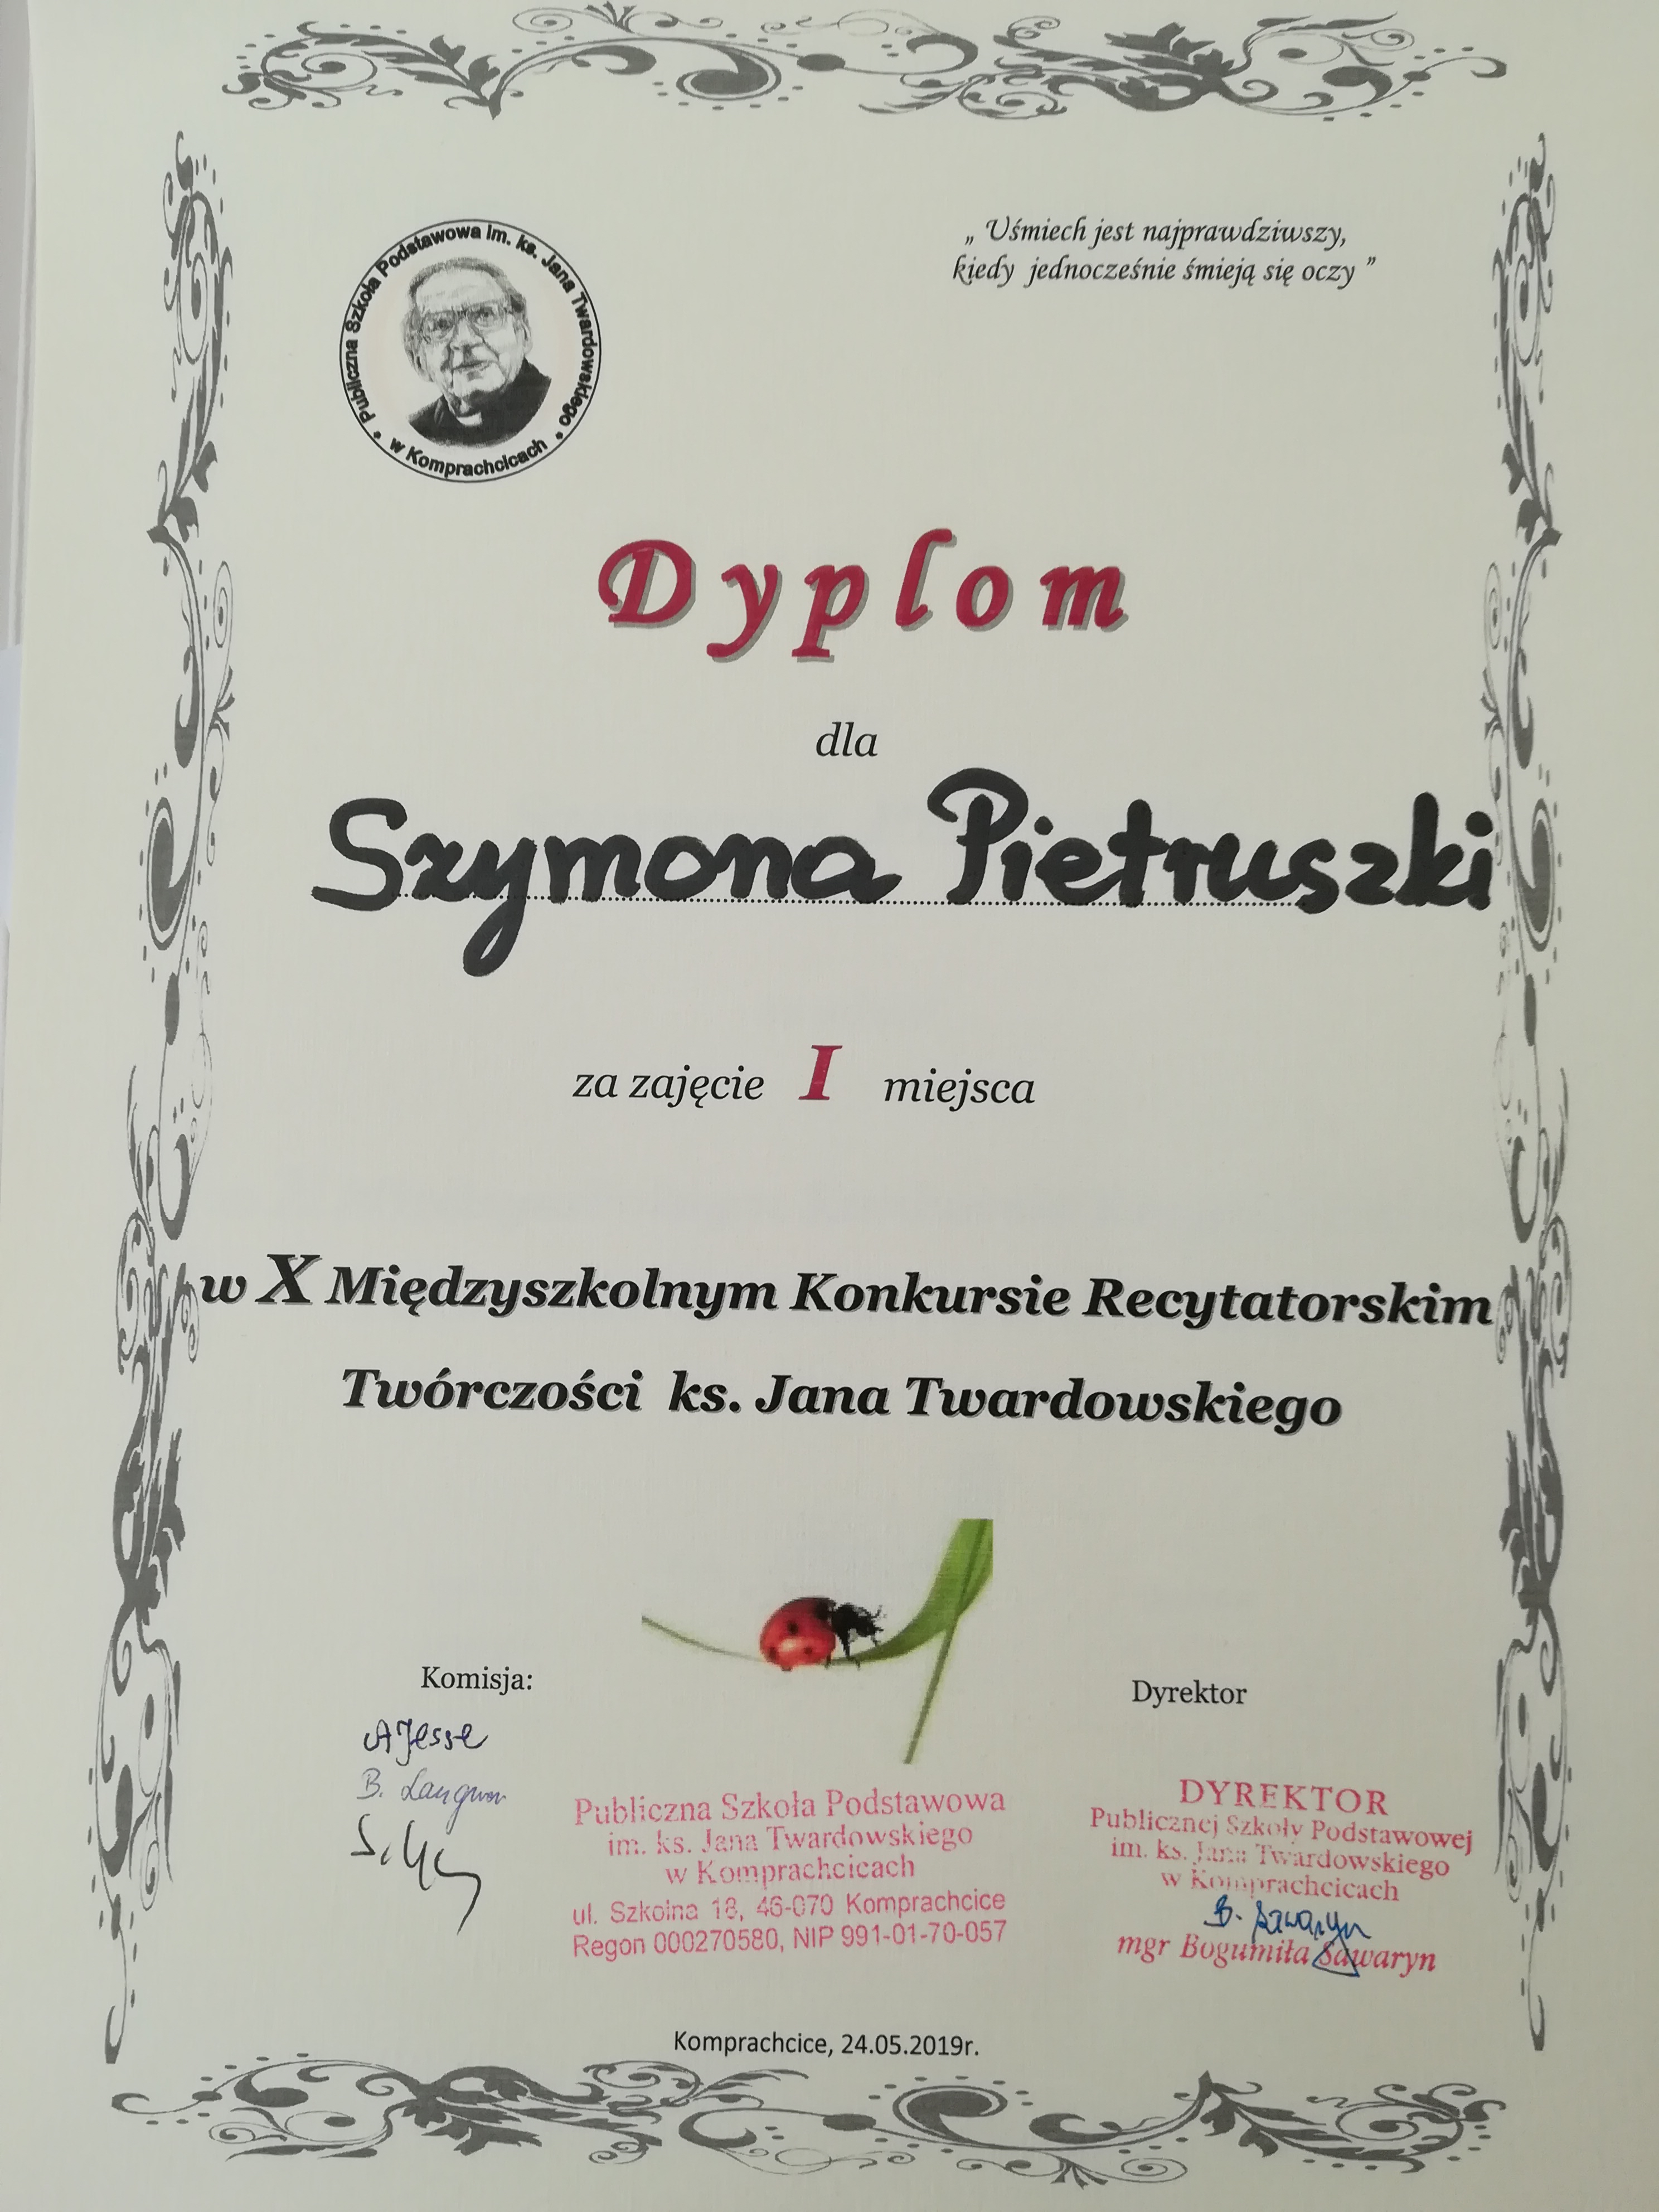 „ Uśmiech jest najprawdziwszy,
kiedy jednocześnie śmieją się oczy ”
Publiczna Szkoła Podstawowa im. ks. Jana Twardowskiego
• w Komprachcicach •
Dyplom
dla
Szymona Pietruszki
za zajęcie I miejsca
w X Międzyszkolnym Konkursie Recytatorskim
Twórczości ks. Jana Twardowskiego
Komisja:
Dyrektor
AJesse
B.
Publiczna Szkoła Podstawowa
im. ks. Jana Twardowskiego
w Komprachcicach
ul. Szkolna 18, 46-070 Komprachcice
Regon 000270580, NIP 991-01-70-057
DYREKTOR
Publicznej Szkoły Podstawowej
im. ks. Jana Twardowskiego
w Komprachcicach
B. Sawaryn
mgr Bogumiła Sawaryn
Komprachcice, 24.05.2019r.